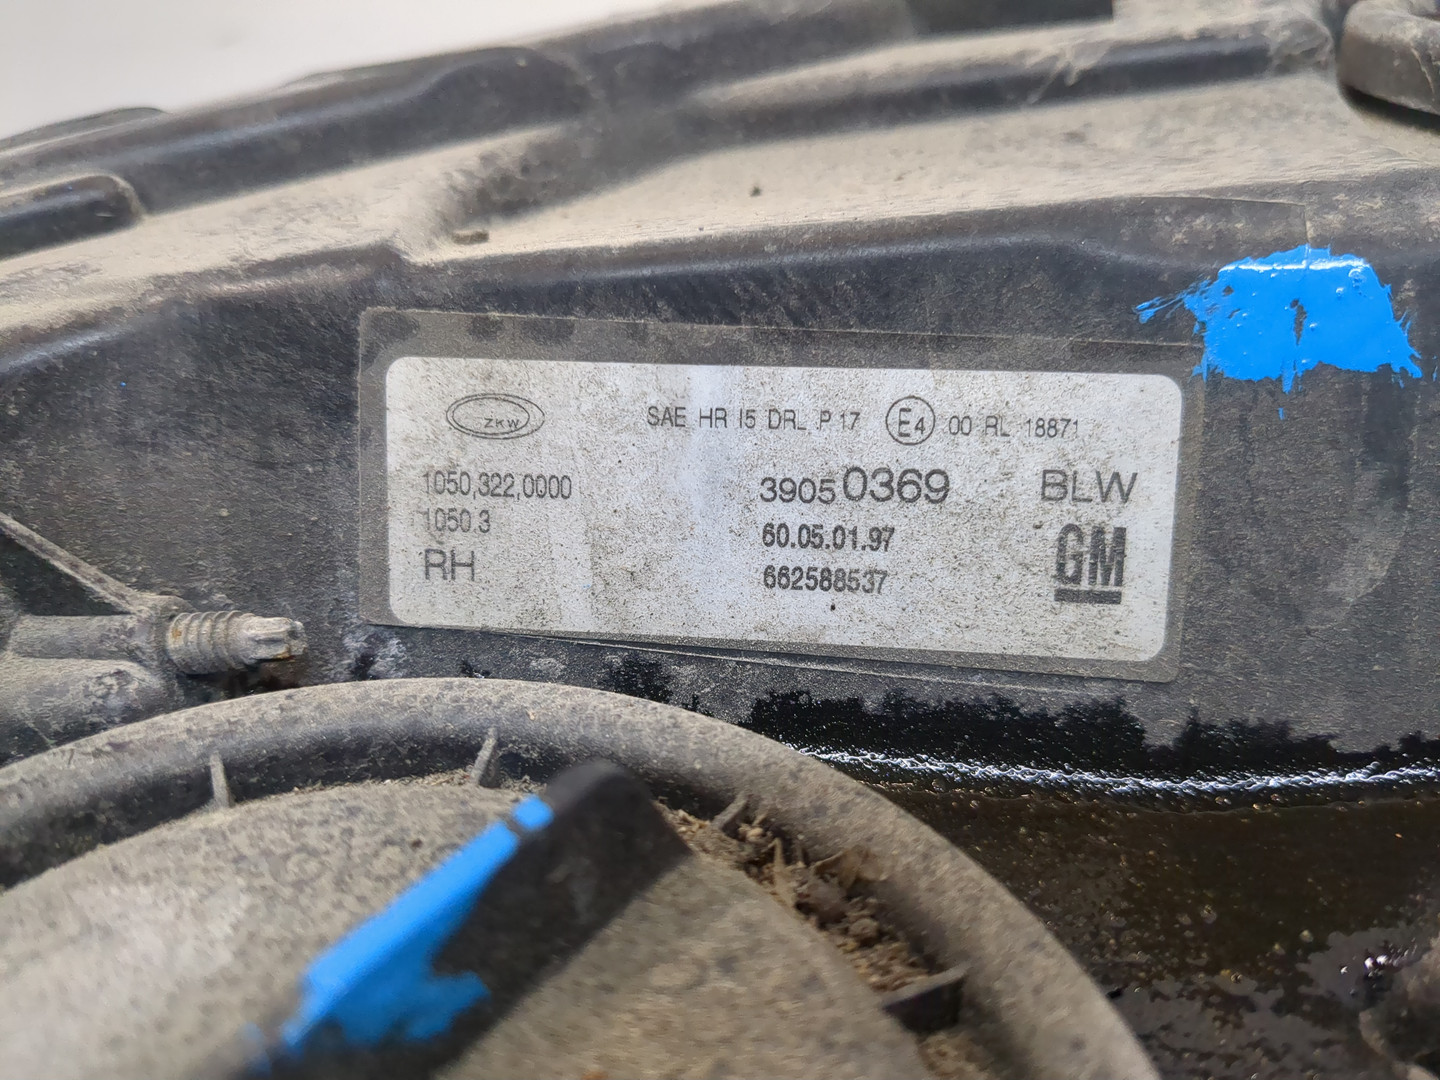 ZKW SAE HR I5 DRL P 17 E4 00 RL 18871
1050,322,0000 39050369 BLW
1050.3 60.05.01.97 GM
RH 662588537